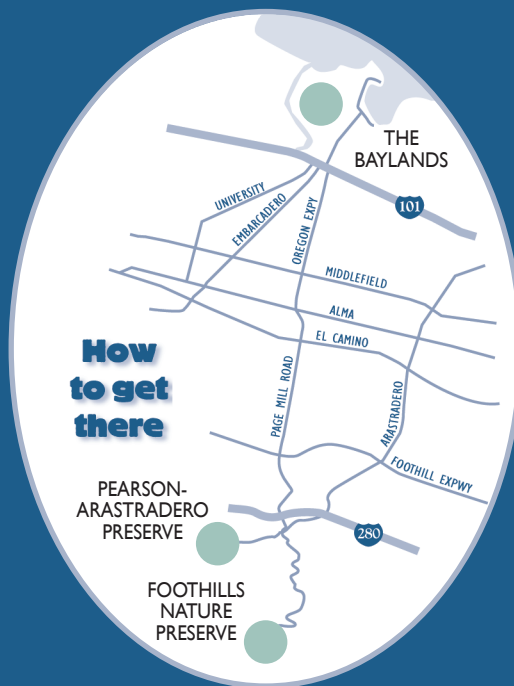 THE
BAYLANDS
UNIVERSITY
EMBARCADERO
OREGON EXPY
101
MIDDLEFIELD
ALMA
EL CAMINO
How
to get
there
PAGE MILL ROAD
ARASTRADERO
FOOTHILL EXPWY
PEARSON-
ARASTRADERO
PRESERVE
280
FOOTHILLS
NATURE
PRESERVE